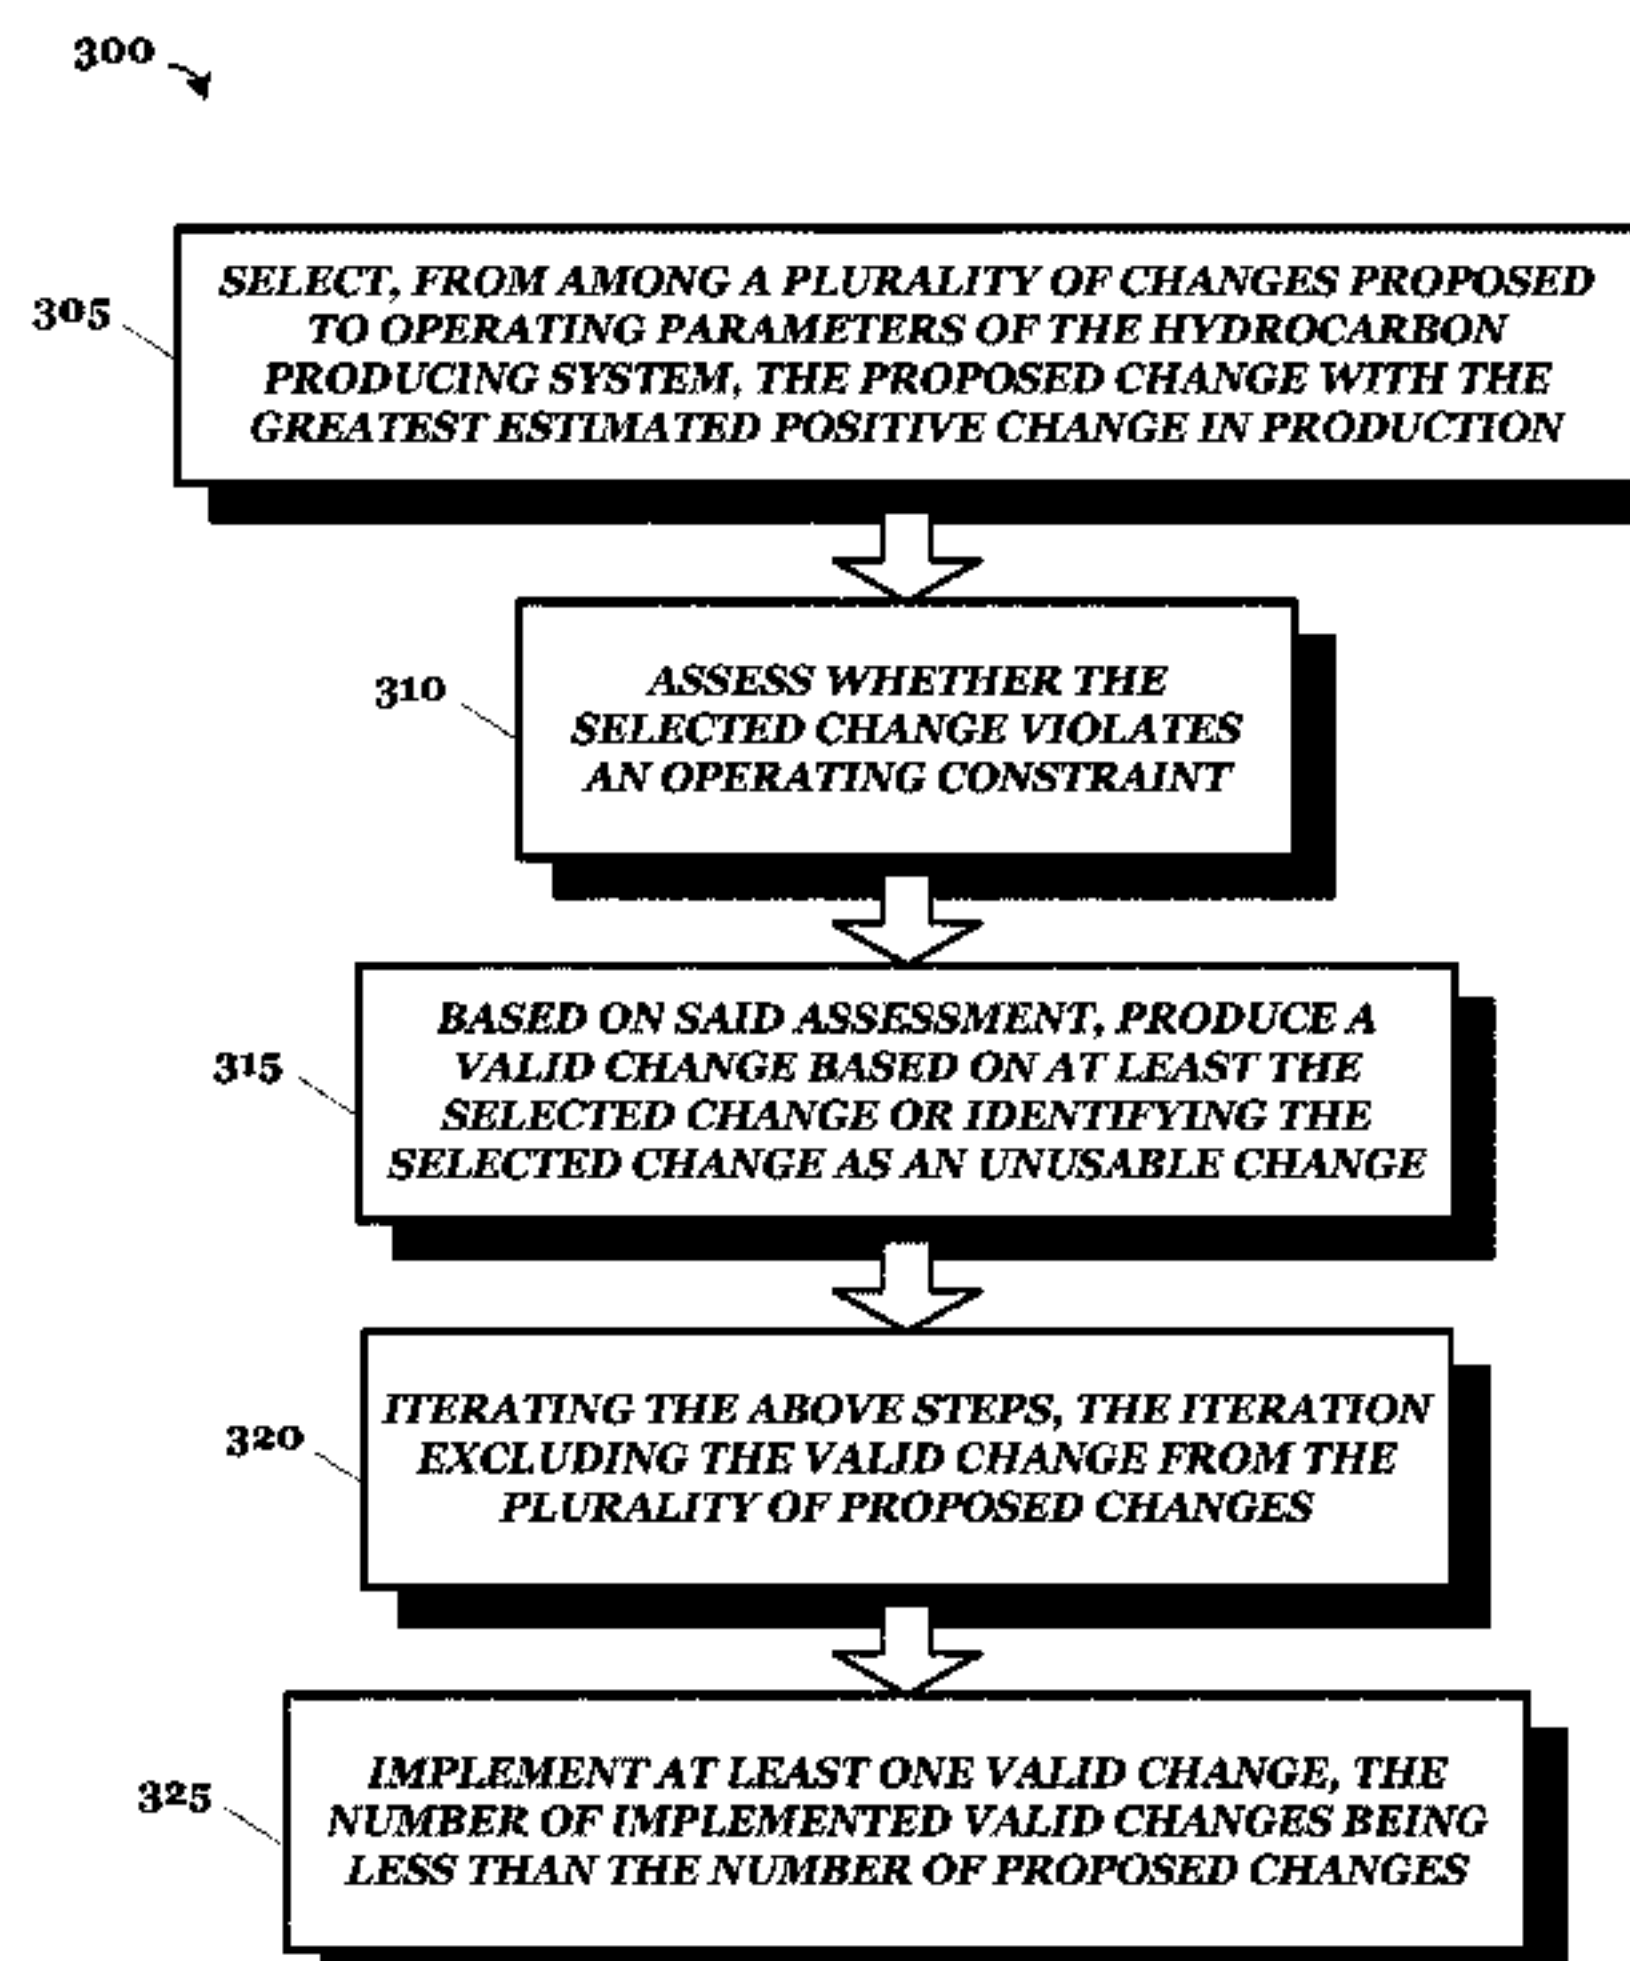 300
305
SELECT, FROM AMONG A PLURALITY OF CHANGES PROPOSED
TO OPERATING PARAMETERS OF THE HYDROCARBON
PRODUCING SYSTEM, THE PROPOSED CHANGE WITH THE
GREATEST ESTIMATED POSITIVE CHANGE IN PRODUCTION
310
ASSESS WHETHER THE
SELECTED CHANGE VIOLATES
AN OPERATING CONSTRAINT
315
BASED ON SAID ASSESSMENT, PRODUCE A
VALID CHANGE BASED ON AT LEAST THE
SELECTED CHANGE OR IDENTIFYING THE
SELECTED CHANGE AS AN UNUSABLE CHANGE
320
ITERATING THE ABOVE STEPS, THE ITERATION
EXCLUDING THE VALID CHANGE FROM THE
PLURALITY OF PROPOSED CHANGES
325
IMPLEMENT AT LEAST ONE VALID CHANGE, THE
NUMBER OF IMPLEMENTED VALID CHANGES BEING
LESS THAN THE NUMBER OF PROPOSED CHANGES